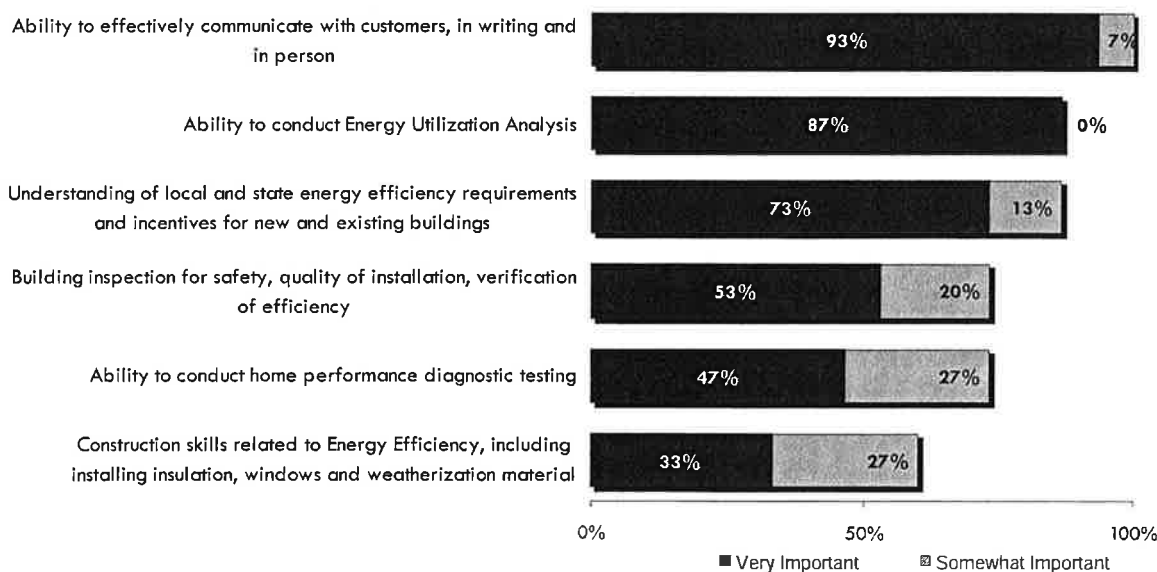 Ability to effectively communicate with customers, in writing and
in person
93%
7%
Ability to conduct Energy Utilization Analysis
87%
0%
Understanding of local and state energy efficiency requirements
and incentives for new and existing buildings
73%
13%
Building inspection for safety, quality of installation, verification
of efficiency
53%
20%
Ability to conduct home performance diagnostic testing
47%
27%
Construction skills related to Energy Efficiency, including
installing insulation, windows and weatherization material
33%
27%
0%
50%
100%
Very Important
Somewhat Important